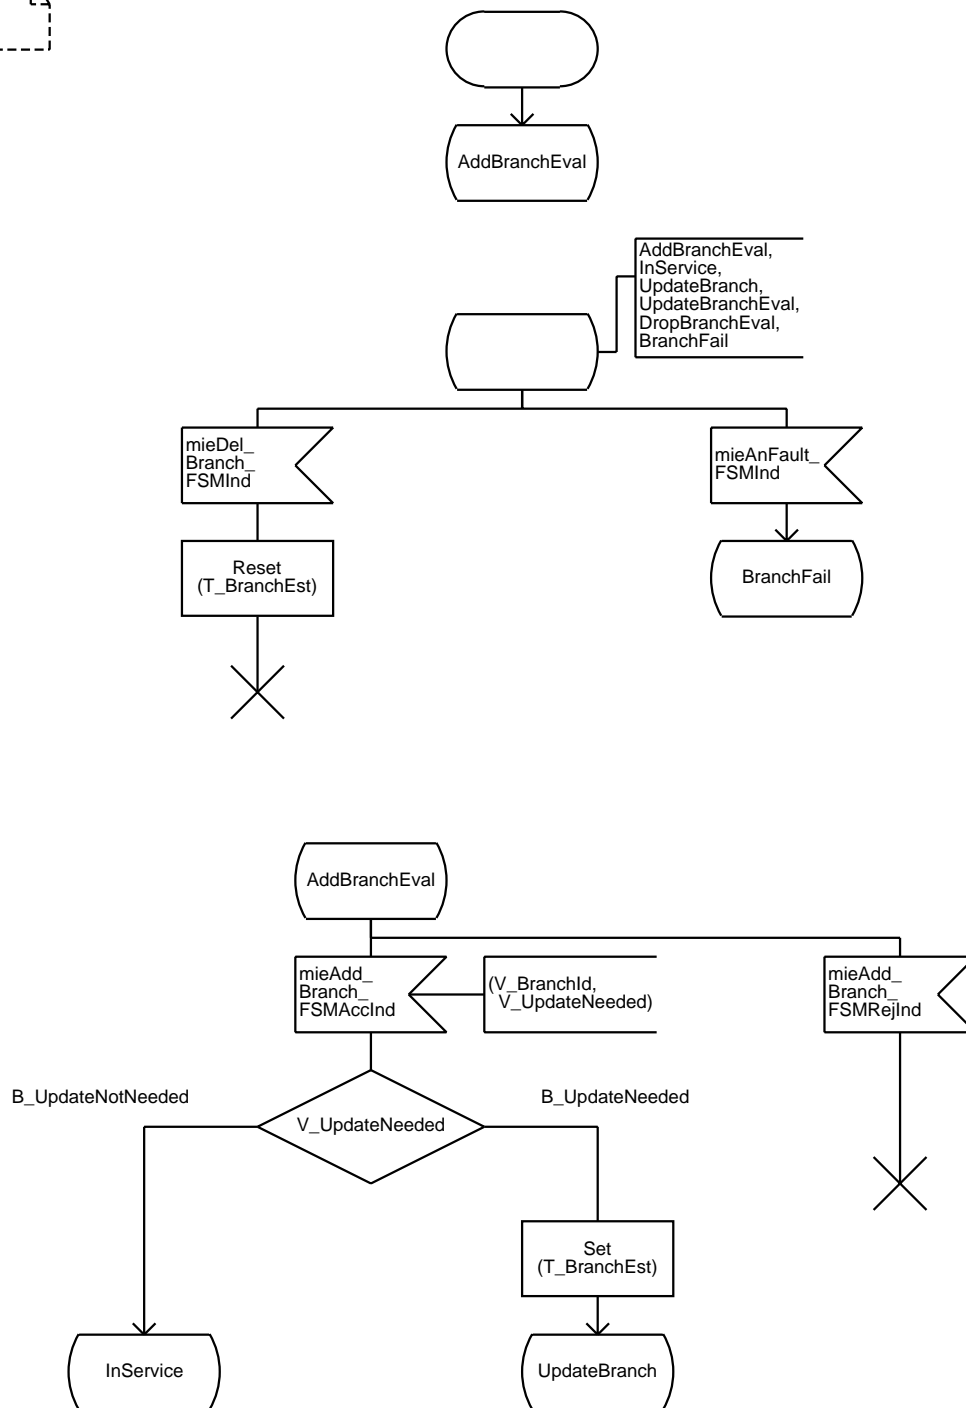 AddBranchEval
AddBranchEval,
InService,
UpdateBranch,
UpdateBranchEval,
DropBranchEval,
BranchFail
mieDel_
Branch_
FSMInd
mieAnFault_
FSMInd
Reset
(T_BranchEst)
BranchFail
AddBranchEval
mieAdd_
Branch_
FSMAccInd
(V_BranchId,
V_UpdateNeeded)
mieAdd_
Branch_
FSMRejInd
B_UpdateNotNeeded
B_UpdateNeeded
V_UpdateNeeded
Set
(T_BranchEst)
InService
UpdateBranch